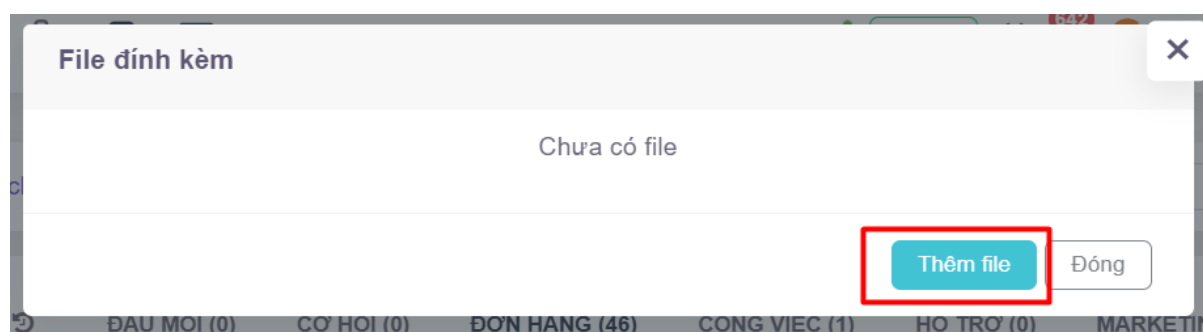 642
File đính kèm
Chưa có file
Thêm file
Đóng
ĐẦU MỐI (0) CƠ HỘI (0) ĐƠN HÀNG (46) CÔNG VIỆC (1) HỖ TRỢ (0)